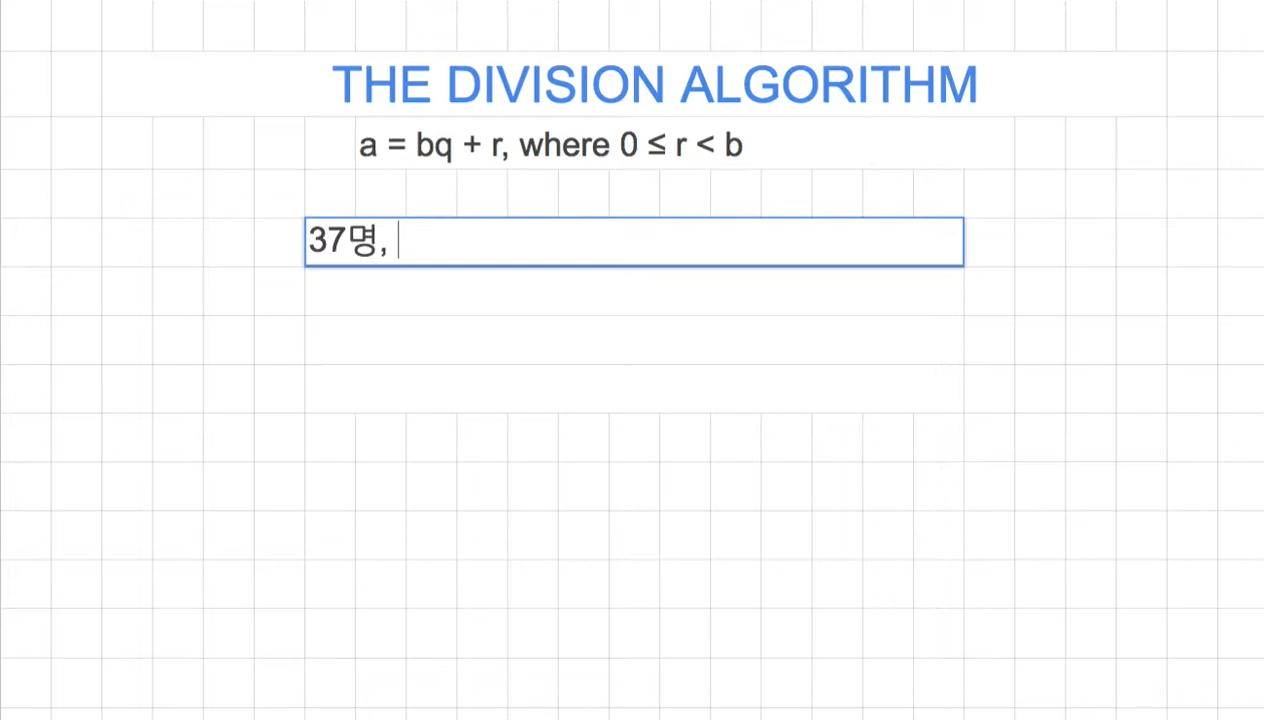 THE DIVISION ALGORITHM
a = bq + r, where 0 ≤ r < b
37명,